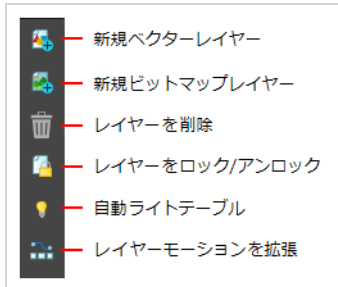 新規ベクターレイヤー
新規ビットマップレイヤー
レイヤーを削除
レイヤーをロック/アンロック
自動ライトテーブル
レイヤーモーションを拡張